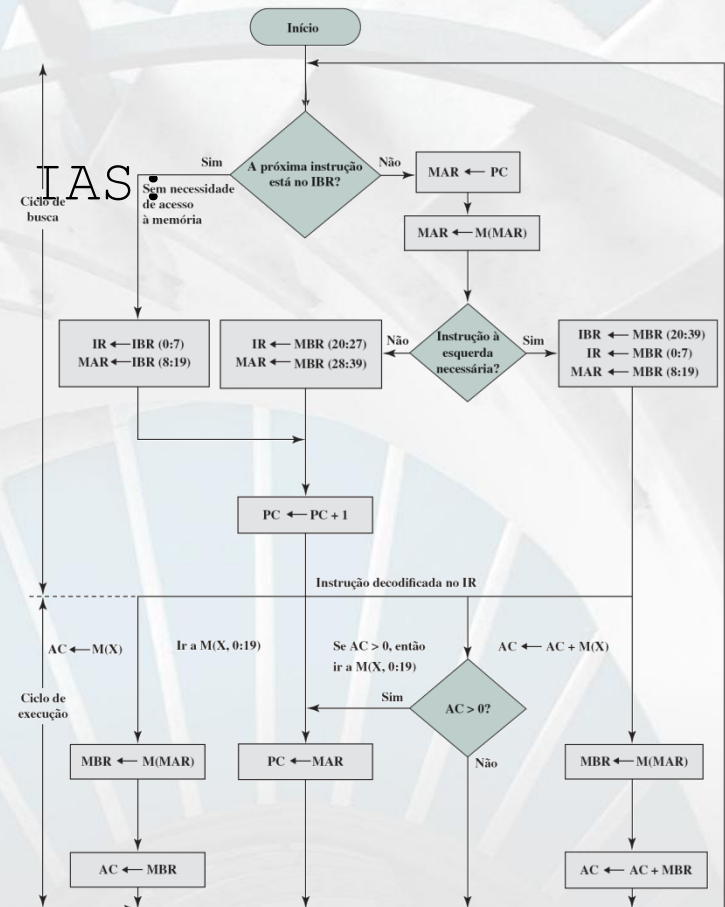 Início
IAS:
Ciclo de
busca
Sim
Sem necessidade
de acesso
à memória
A próxima instrução
está no IBR?
Não
MAR ← PC
MAR ← M(MAR)
IR ← IBR (0:7)
MAR ← IBR (8:19)
IR ← MBR (20:27)
MAR ← MBR (28:39)
Não
Instrução à
esquerda
necessária?
Sim
IBR ← MBR (20:39)
IR ← MBR (0:7)
MAR ← MBR (8:19)
PC ← PC + 1
Instrução decodificada no IR
AC ← M(X)
Ir a M(X, 0:19)
Se AC > 0, então
ir a M(X, 0:19)
AC ← AC + M(X)
Ciclo de
execução
Sim
AC > 0?
Não
MBR ← M(MAR)
PC ← MAR
MBR ← M(MAR)
AC ← MBR
AC ← AC + MBR